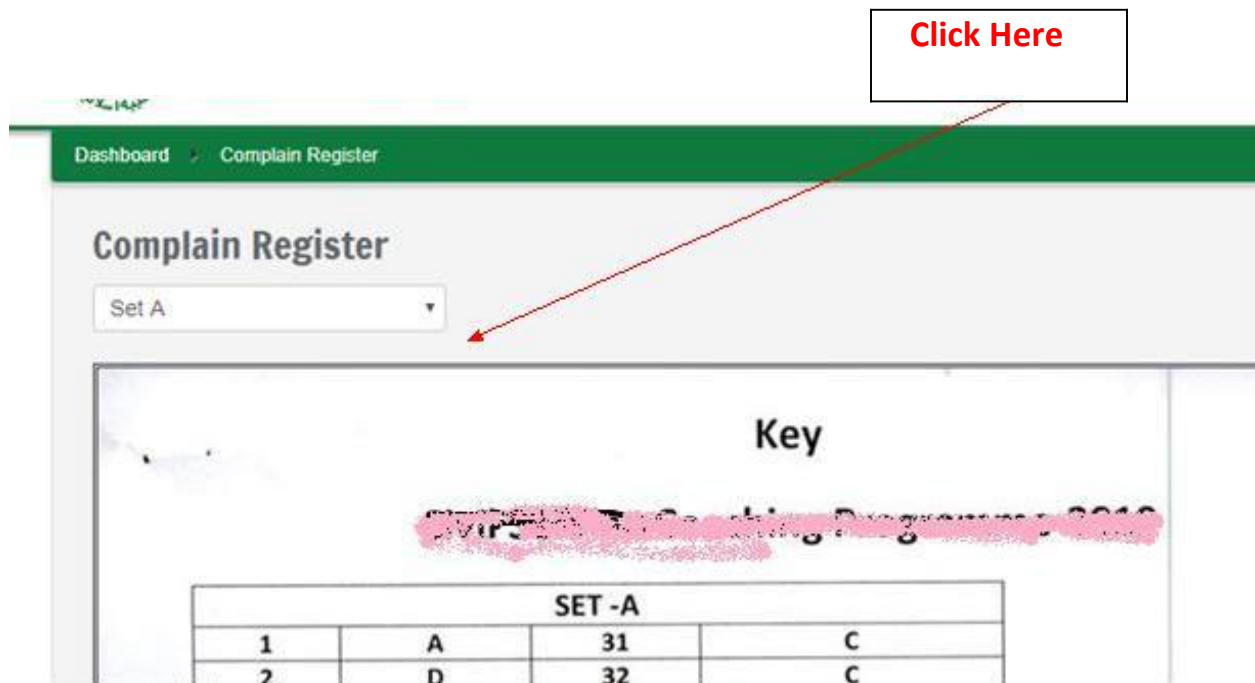 Click Here
Dashboard Complain Register
Complain Register
Set A
Key
SET -A
1 A 31 C
2 D 32 C